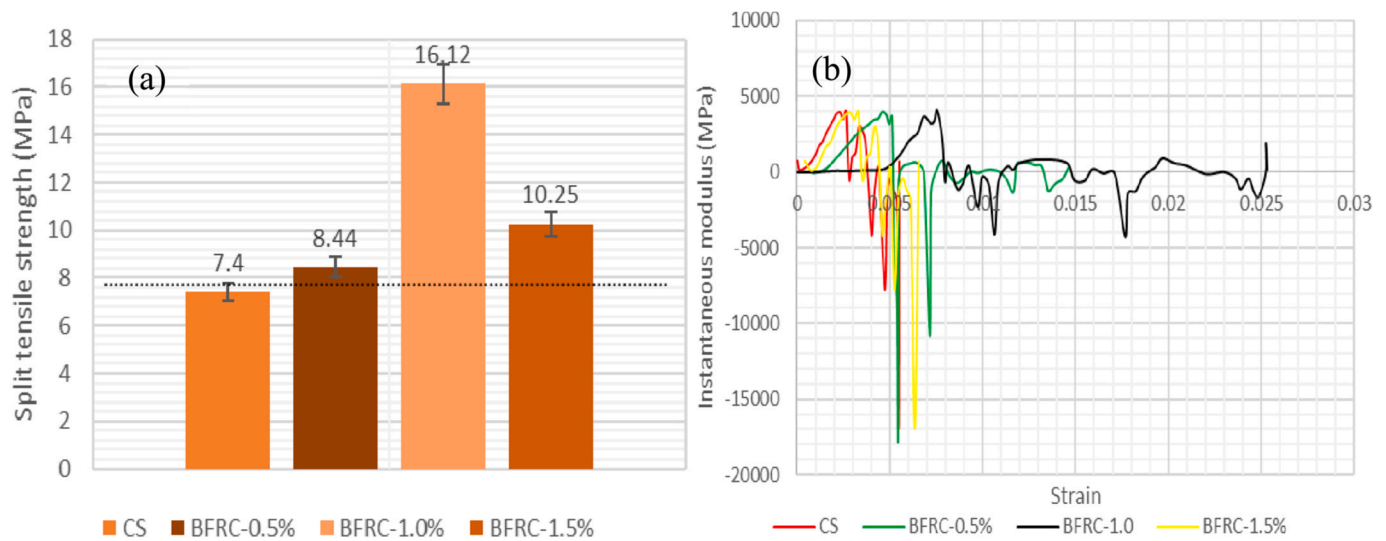 (a)
Split tensile strength (MPa)
18
16
14
12
10
8
6
4
2
0
7.4
8.44
16.12
10.25
CS BFRC-0.5% BFRC-1.0% BFRC-1.5%
(b)
Instantaneous modulus (MPa)
10000
5000
0
-5000
-10000
-15000
-20000
0 0.005 0.01 0.015 0.02 0.025 0.03
Strain
CS BFRC-0.5% BFRC-1.0 BFRC-1.5%